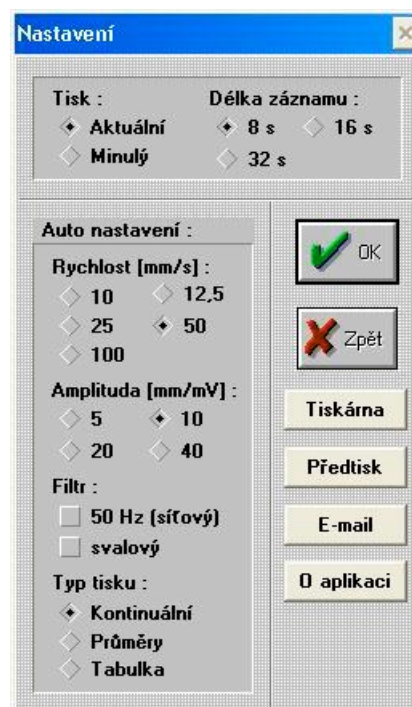 Nastavení
Tisk : Délka záznamu :
Aktuální 8 s 16 s
Minulý 32 s
Auto nastavení :
Rychlost [mm/s] :
10 12,5
25 50
100
Amplituda [mm/mV] :
5 10
20 40
Filtr :
50 Hz (síťový)
svalový
Typ tisku :
Kontinuální
Průměry
Tabulka
OK
Zpět
Tiskárna
Předtisk
E-mail
O aplikaci